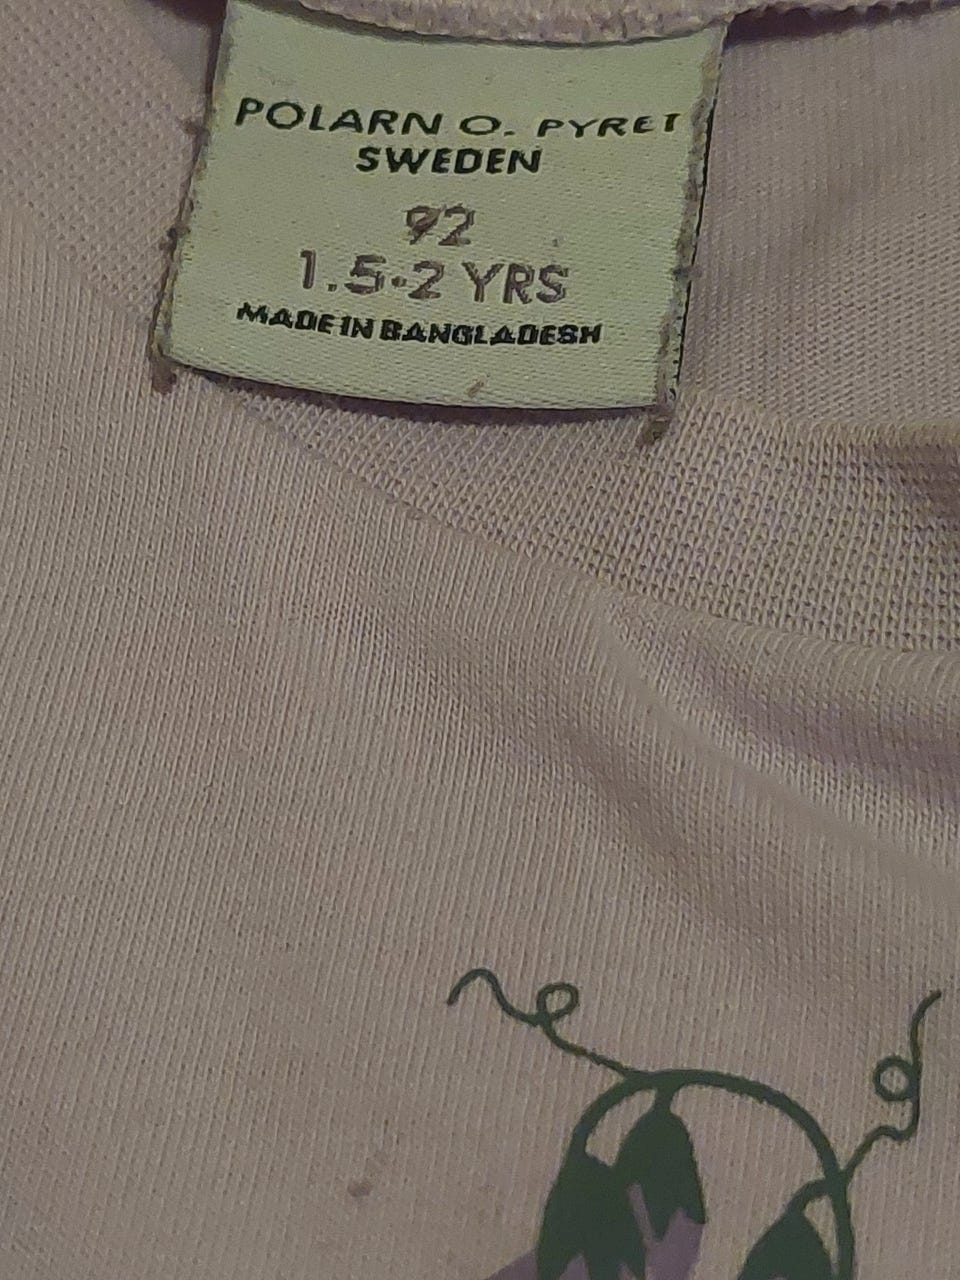 POLARN O. PYRET
SWEDEN
92
1.5-2 YRS
MADE IN BANGLADESH